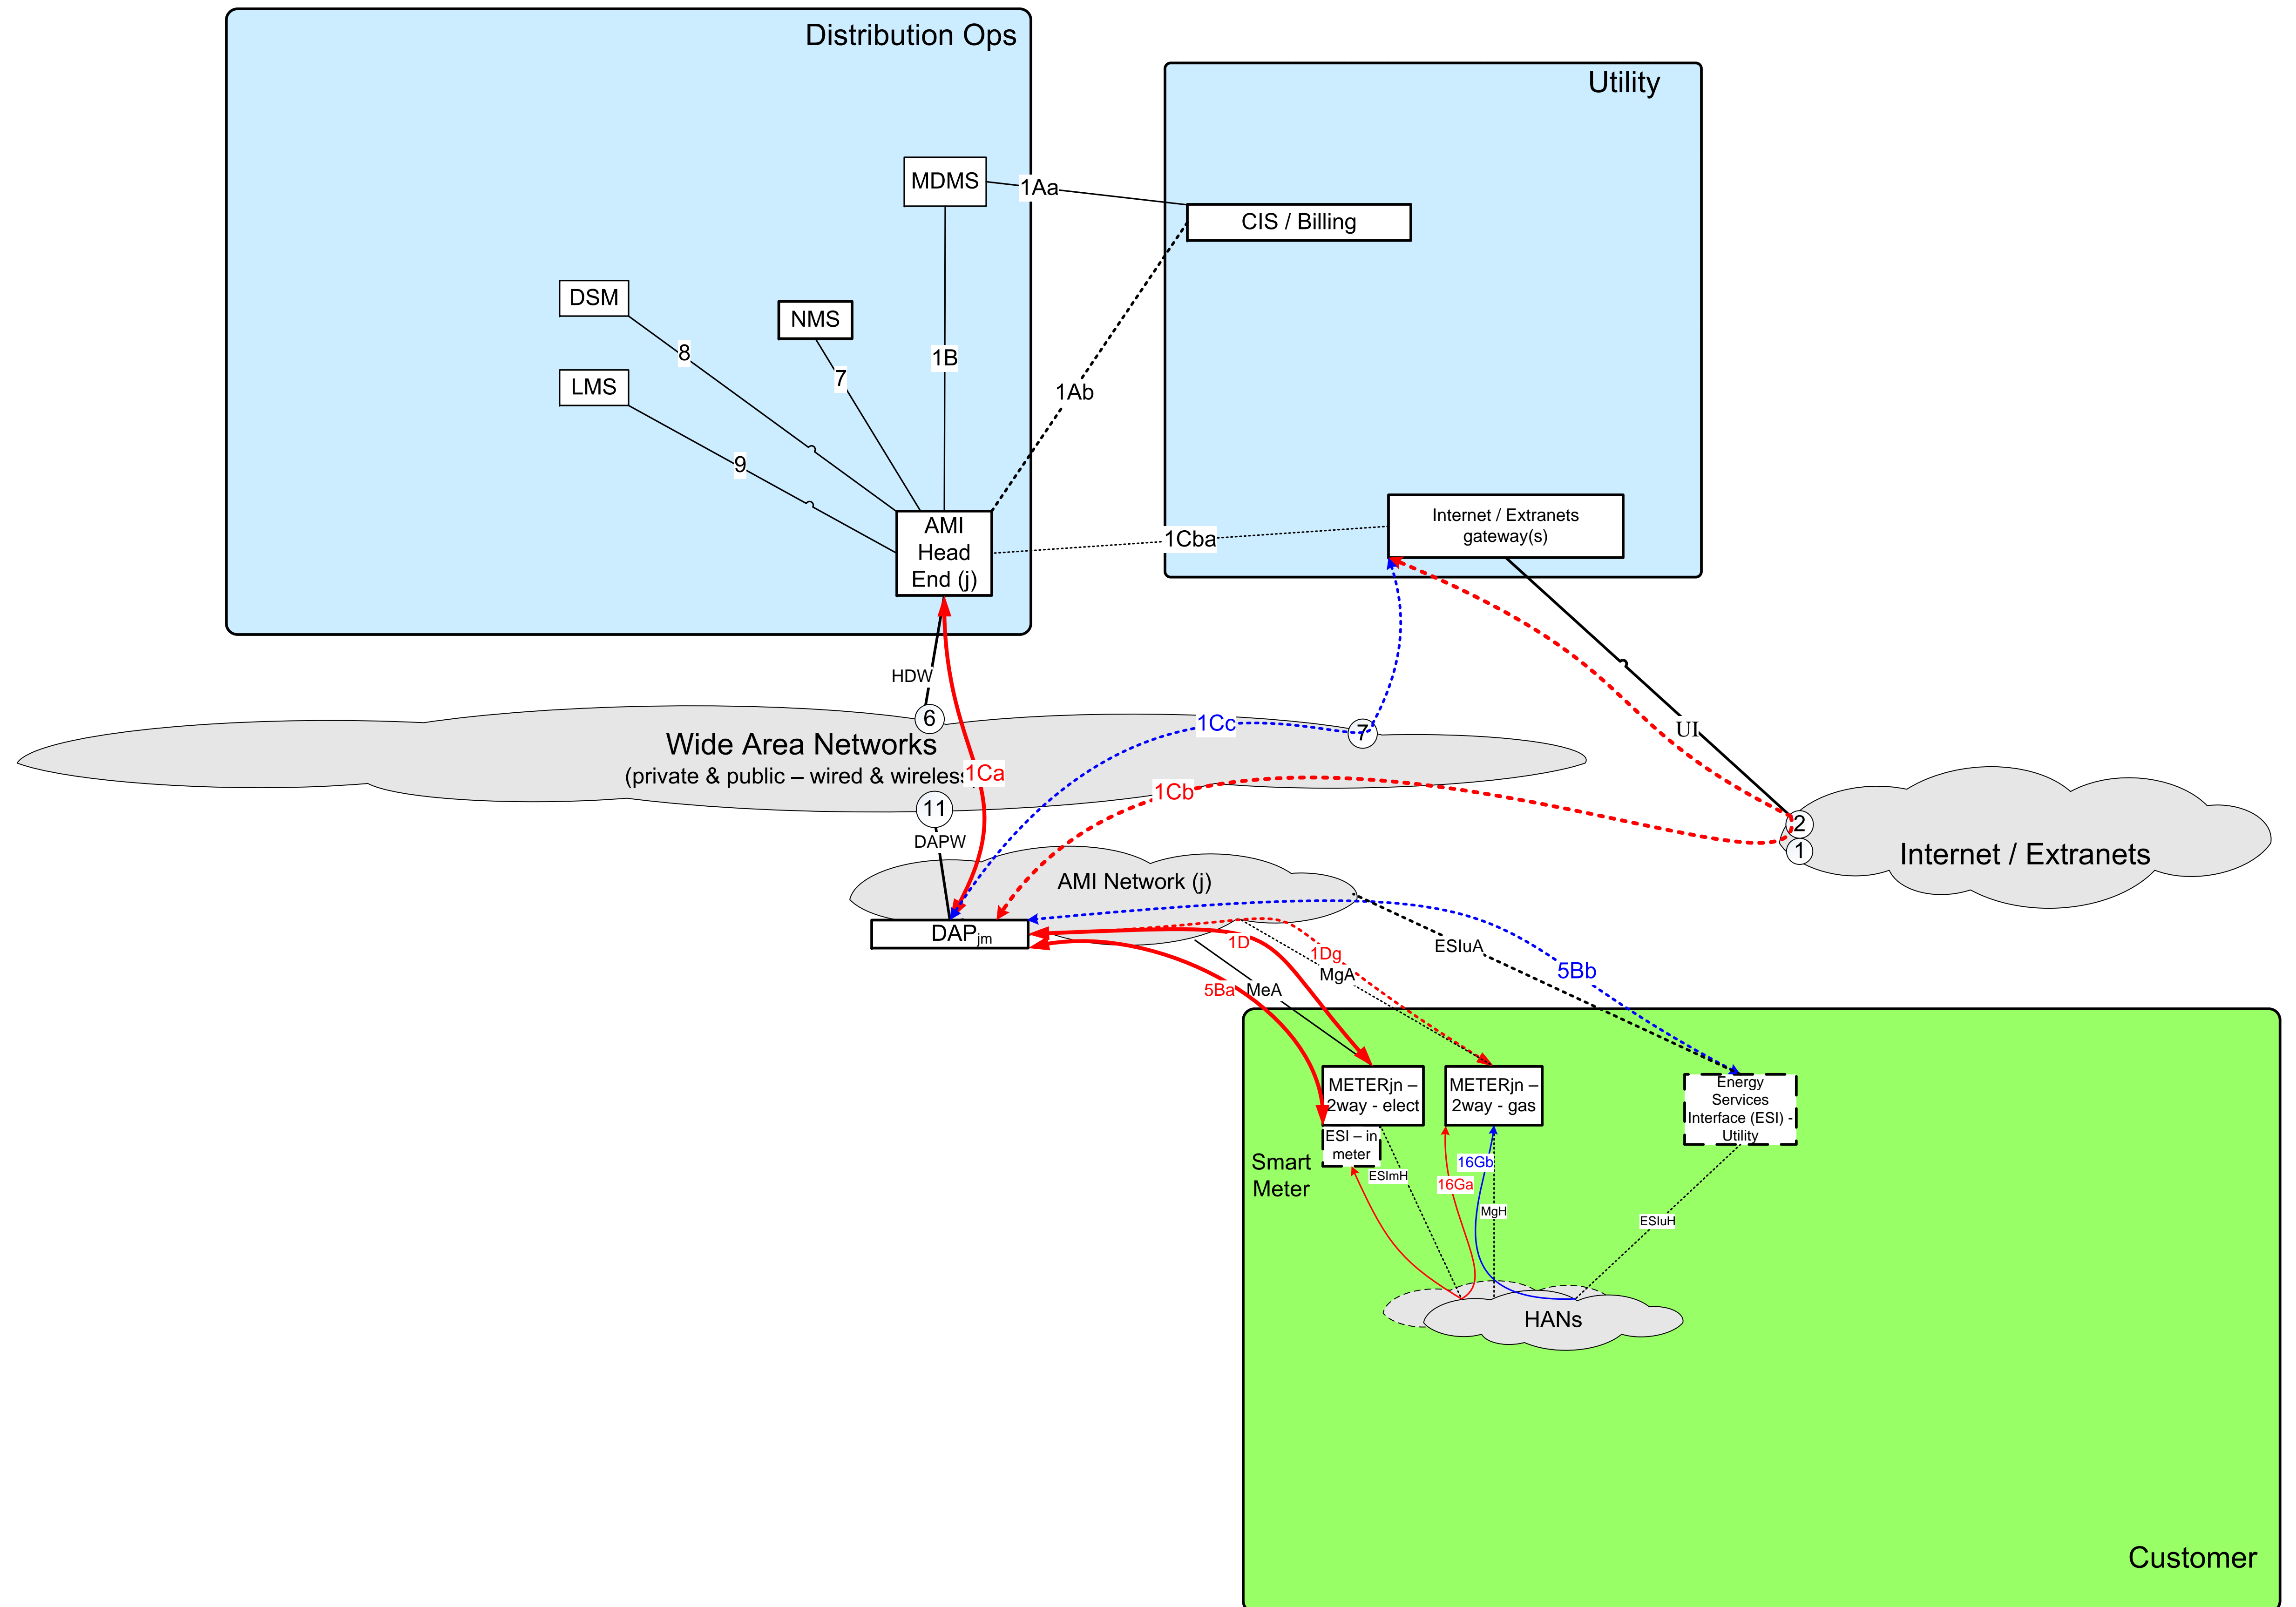 Distribution Ops
Utility
MDMS
1Aa
CIS / Billing
DSM
NMS
8
7
1B
LMS
1Ab
9
AMI
Head
End (j)
Internet / Extranets
gateway(s)
1Cba
HDW
6
1Cc
7
UI
Wide Area Networks
(private & public – wired & wireless
1Ca
1Cb
11
DAPW
2
1
Internet / Extranets
AMI Network (j)
DAPjm
1D
1Dg
MgA
ESIuA
5Bb
5Ba
MeA
METERjn –
2way - elect
METERjn –
2way - gas
Energy
Services
Interface (ESI) -
Utility
ESI – in
meter
Smart
Meter
ESImH
16Gb
16Ga
MgH
ESIuH
HANs
Customer